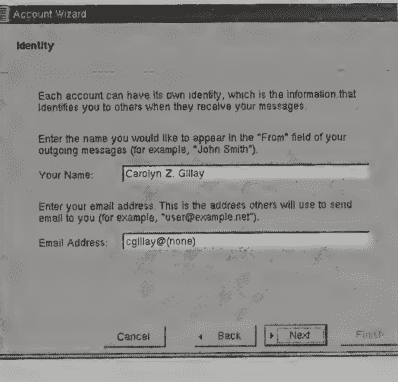 Account Wizard
Identity
Each account can have its own identity, which is the information that
identifies you to others when they receive your messages.
Enter the name you would like to appear in the "From" field of your
outgoing messages (for example, "John Smith").
Your Name: Carolyn Z. Gillay
Enter your email address. This is the address others will use to send
email to you (for example, "user@example.net").
Email Address: cgillay@(none)
Cancel Back Next Finish